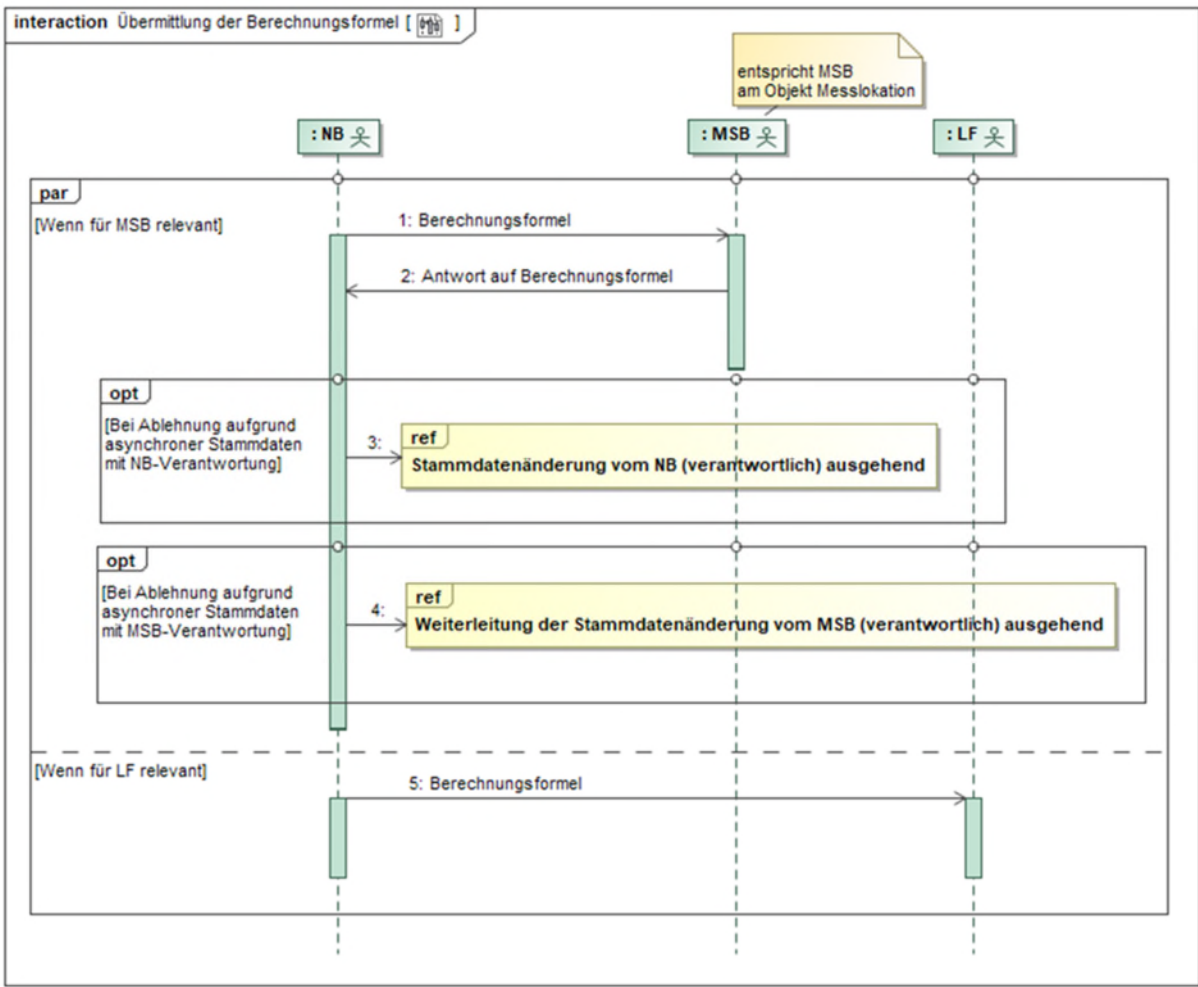 interaction Übermittlung der Berechnungsformel [ ]
entspricht MSB
am Objekt Messlokation
: NB
: MSB
: LF
par
[Wenn für MSB relevant]
1: Berechnungsformel
2: Antwort auf Berechnungsformel
opt
[Bei Ablehnung aufgrund
asynchroner Stammdaten
mit NB-Verantwortung]
3:
ref
Stammdatenänderung vom NB (verantwortlich) ausgehend
opt
[Bei Ablehnung aufgrund
asynchroner Stammdaten
mit MSB-Verantwortung]
4:
ref
Weiterleitung der Stammdatenänderung vom MSB (verantwortlich) ausgehend
[Wenn für LF relevant]
5: Berechnungsformel